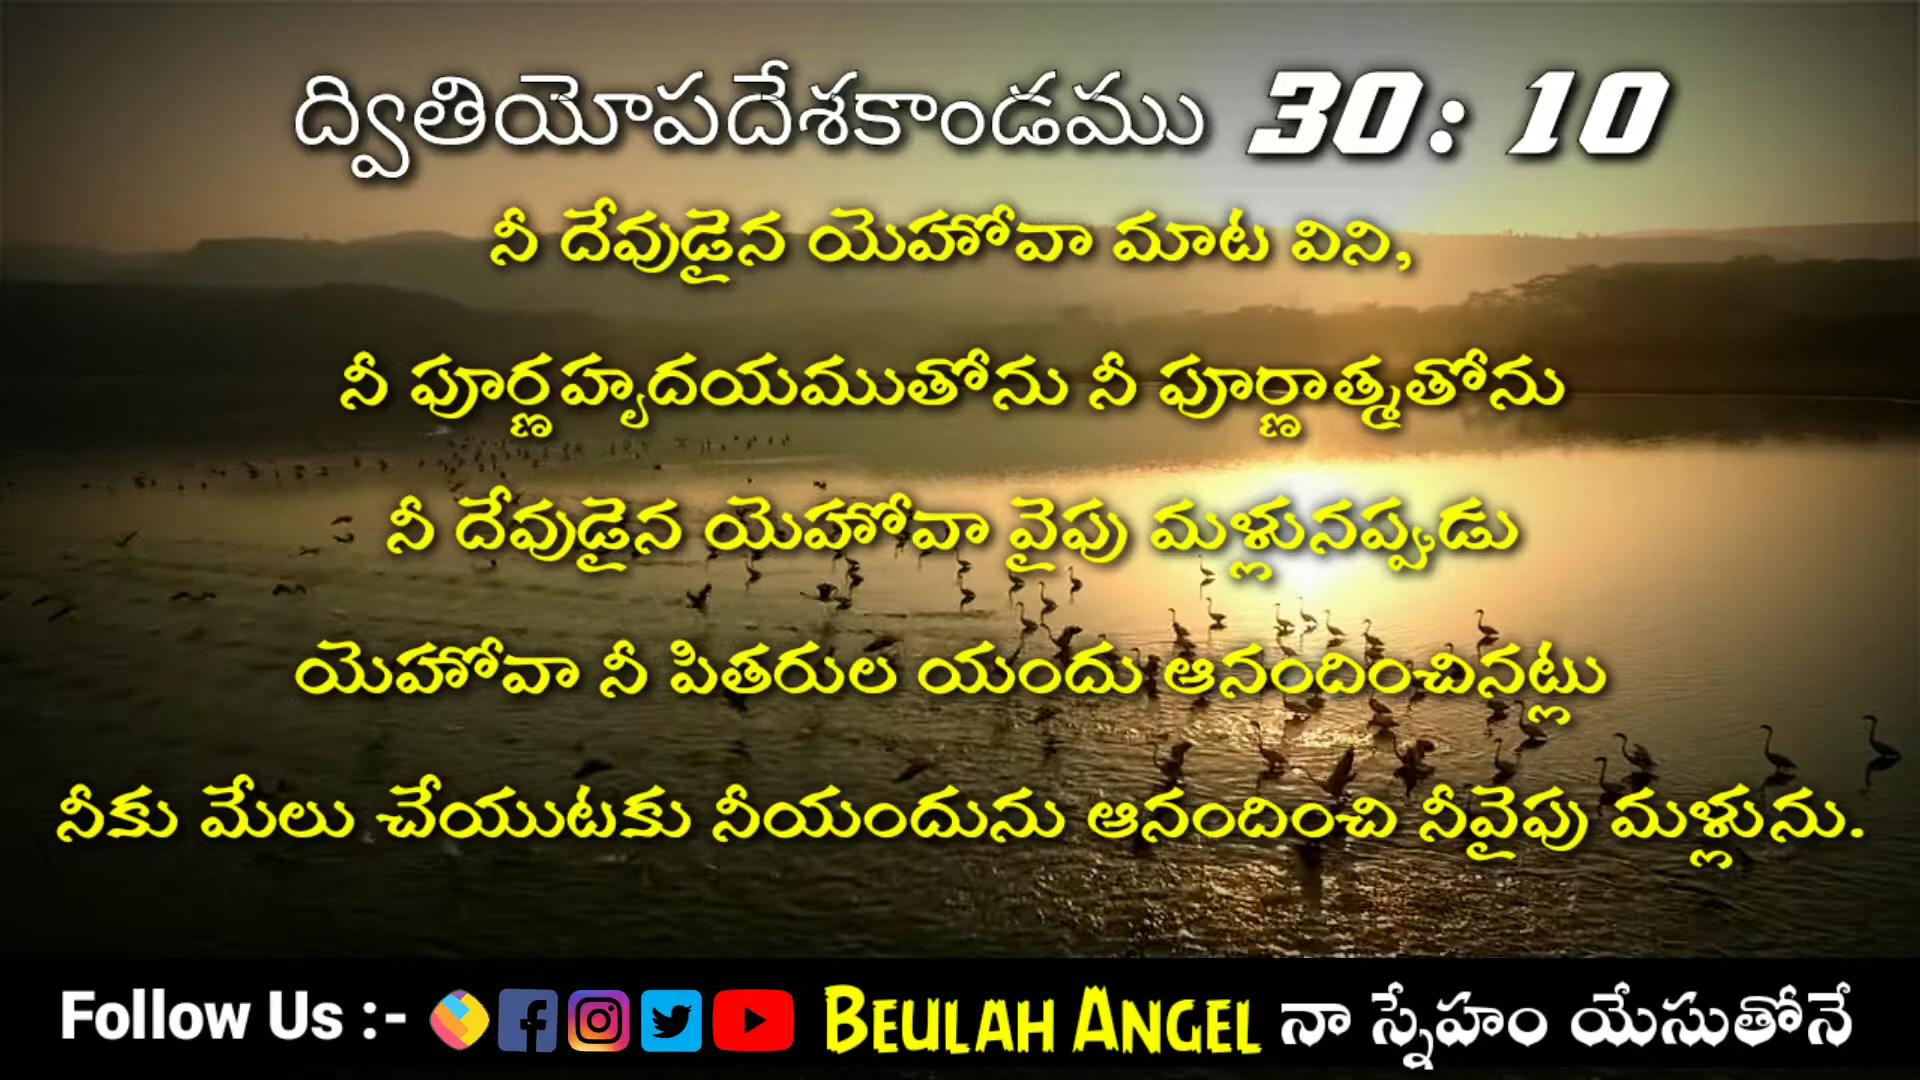 ద్వితియోపదేశకాండము 30: 10
నీ దేవుడైన యెహోవా మాట విని,
నీ పూర్ణహృదయముతోను నీ పూర్ణాత్మతోను
నీ దేవుడైన యెహోవా వైపు మళ్లునప్పుడు
యెహోవా నీ పితరుల యందు ఆనందించినట్లు
నీకు మేలు చేయుటకు నీయందును ఆనందించి నీవైపు మళ్లును.
Follow Us :- BEULAH ANGEL నా స్నేహం యేసుతోనే